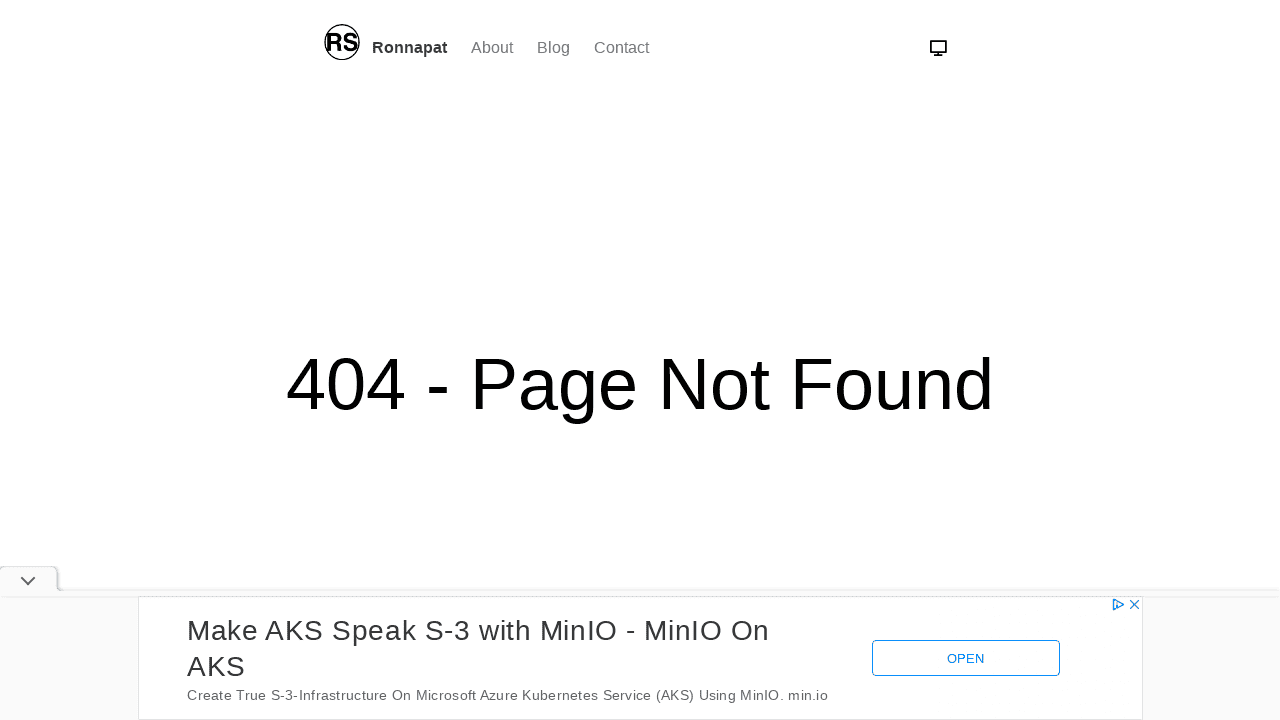 RS Ronnapat About Blog Contact
404 - Page Not Found
Make AKS Speak S-3 with MinIO - MinIO On
AKS
Create True S-3-Infrastructure On Microsoft Azure Kubernetes Service (AKS) Using MinIO. min.io
OPEN